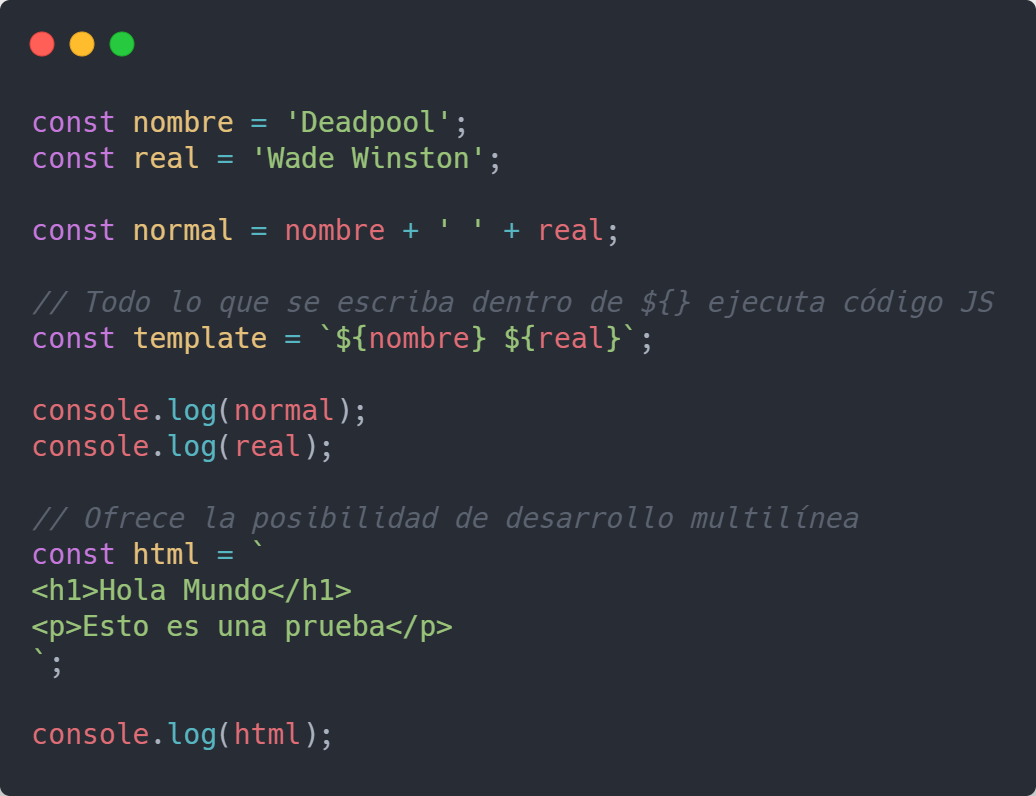 const nombre = 'Deadpool';
const real = 'Wade Winston';
const normal = nombre + ' ' + real;
// Todo lo que se escriba dentro de ${} ejecuta código JS
const template = `${nombre} ${real}`;
console.log(normal);
console.log(real);
// Ofrece la posibilidad de desarrollo multilínea
const html = `
<h1>Hola Mundo</h1>
<p>Esto es una prueba</p>
`;
console.log(html);